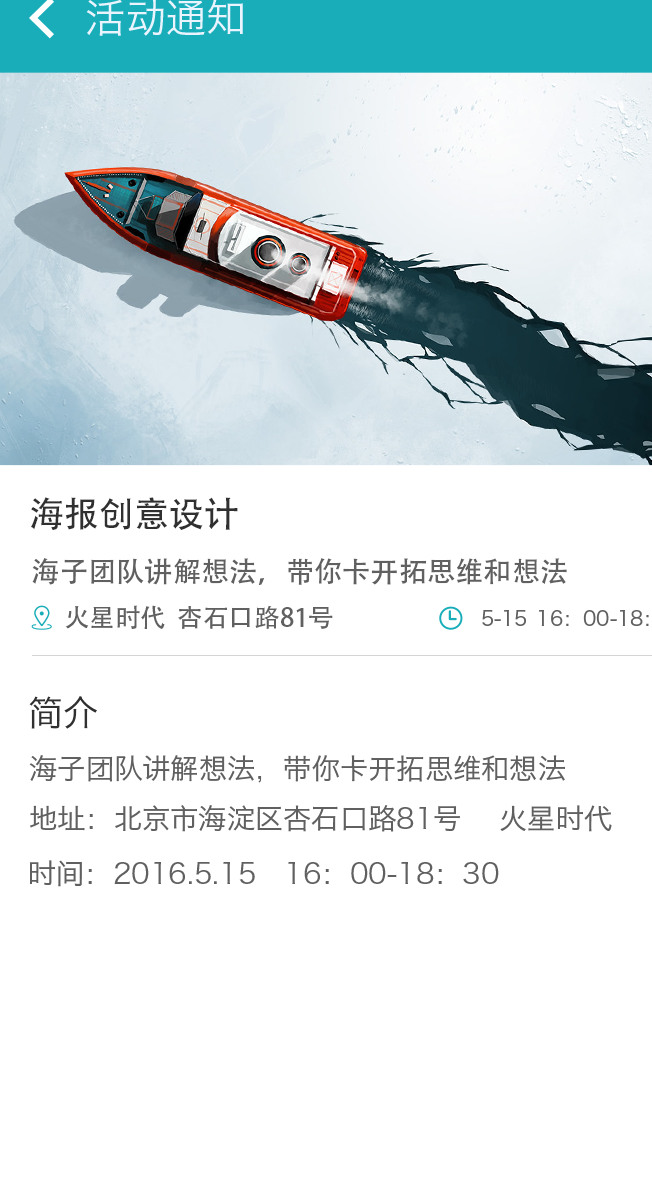 活动通知
海报创意设计
海子团队讲解想法，带你卡开拓思维和想法
火星时代 杏石口路81号 5-15 16：00-18：
简介
海子团队讲解想法，带你卡开拓思维和想法
地址：北京市海淀区杏石口路81号 火星时代
时间：2016.5.15 16：00-18：30